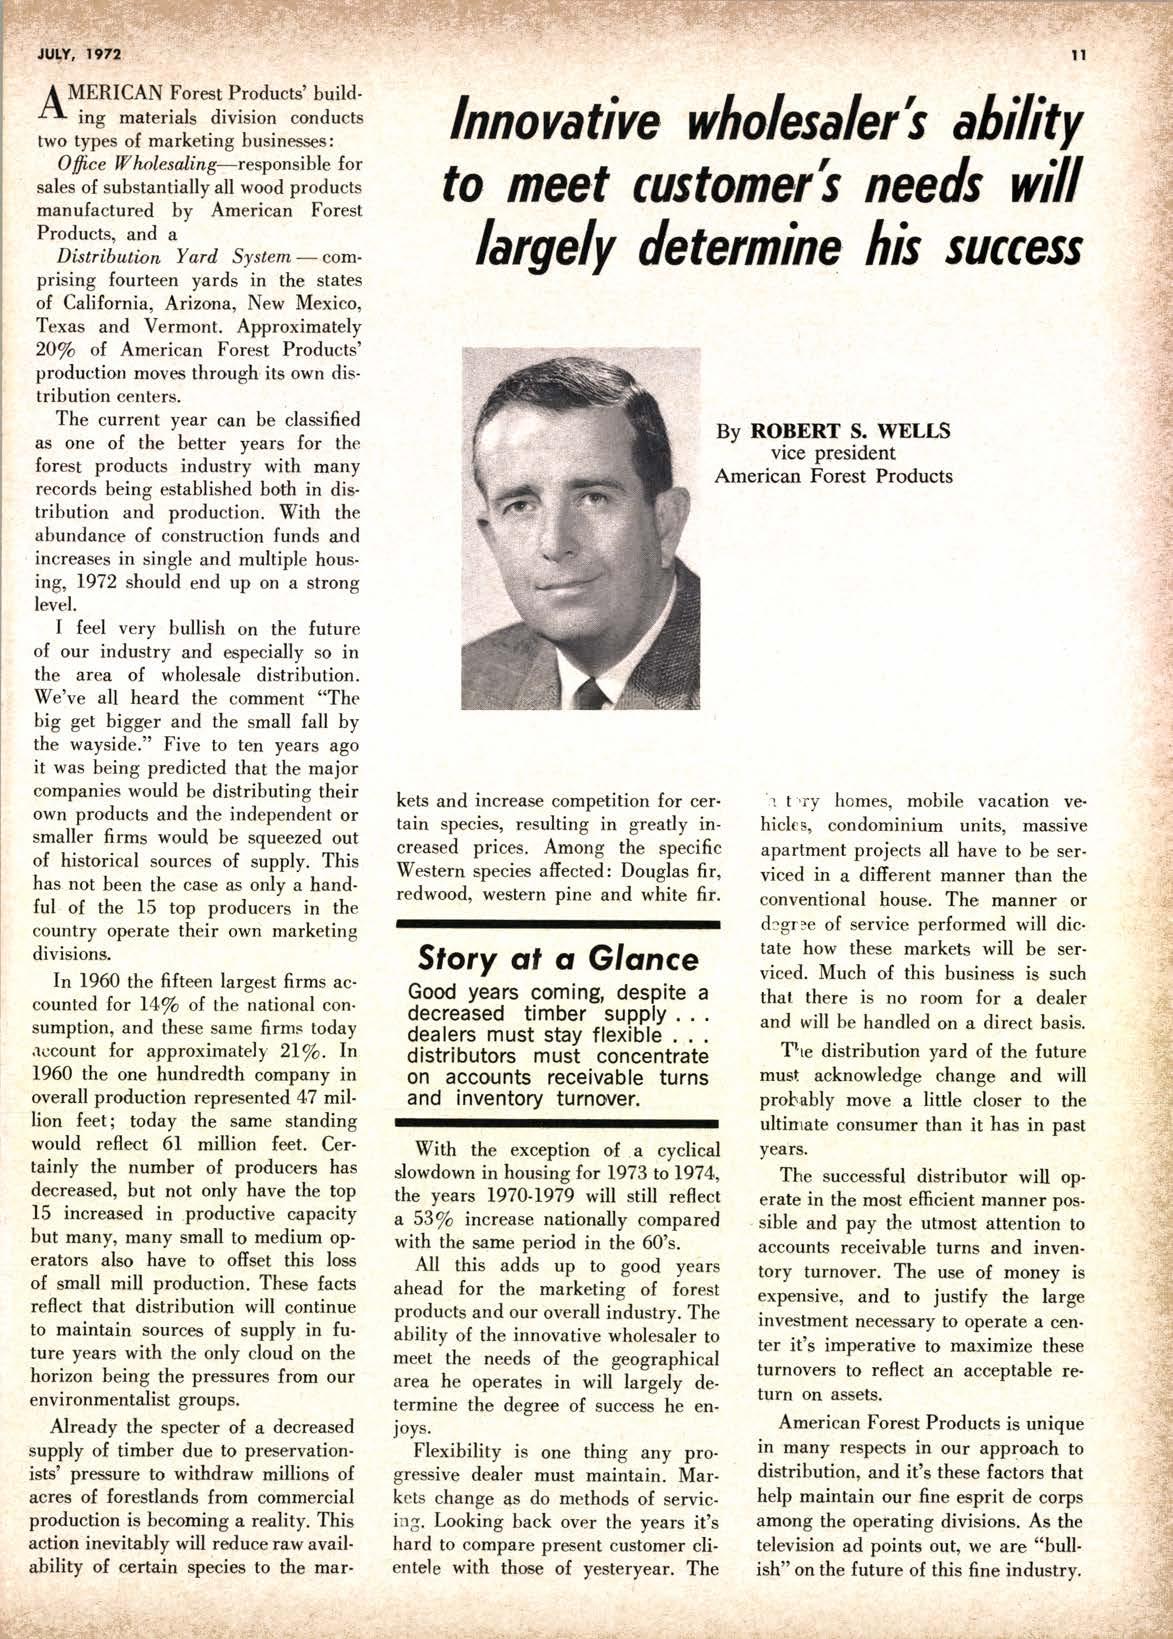 JULY, 1972
11
Innovative wholesaler's ability
to meet customer's needs will
largely determine his success
By ROBERT S. WELLS
vice president
American Forest Products
AMERICAN Forest Products' build-
ing materials division conducts
two types of marketing businesses:
Office Wholesaling—responsible for
sales of substantially all wood products
manufactured by American Forest
Products, and a
Distribution Yard System — com-
prising fourteen yards in the states
of California, Arizona, New Mexico,
Texas and Vermont. Approximately
20% of American Forest Products'
production moves through its own dis-
tribution centers.
The current year can be classified
as one of the better years for the
forest products industry with many
records being established both in dis-
tribution and production. With the
abundance of construction funds and
increases in single and multiple hous-
ing, 1972 should end up on a strong
level.
I feel very bullish on the future
of our industry and especially so in
the area of wholesale distribution.
We've all heard the comment "The
big get bigger and the small fall by
the wayside." Five to ten years ago
it was being predicted that the major
companies would be distributing their
own products and the independent or
smaller firms would be squeezed out
of historical sources of supply. This
has not been the case as only a hand-
ful of the 15 top producers in the
country operate their own marketing
divisions.
In 1960 the fifteen largest firms ac-
counted for 14% of the national con-
sumption, and these same firms today
account for approximately 21%. In
1960 the one hundredth company in
overall production represented 47 mil-
lion feet; today the same standing
would reflect 61 million feet. Cer-
tainly the number of producers has
decreased, but not only have the top
15 increased in productive capacity
but many, many small to medium op-
erators also have to offset this loss
of small mill production. These facts
reflect that distribution will continue
to maintain sources of supply in fu-
ture years with the only cloud on the
horizon being the pressures from our
environmentalist groups.
Already the specter of a decreased
supply of timber due to preservation-
ists' pressure to withdraw millions of
acres of forestlands from commercial
production is becoming a reality. This
action inevitably will reduce raw avail-
ability of certain species to the mar-
kets and increase competition for cer-
tain species, resulting in greatly in-
creased prices. Among the specific
Western species affected: Douglas fir,
redwood, western pine and white fir.
Story at a Glance
Good years coming, despite a
decreased timber supply . . .
dealers must stay flexible . . .
distributors must concentrate
on accounts receivable turns
and inventory turnover.
With the exception of a cyclical
slowdown in housing for 1973 to 1974,
the years 1970-1979 will still reflect
a 53% increase nationally compared
with the same period in the 60's.
All this adds up to good years
ahead for the marketing of forest
products and our overall industry. The
ability of the innovative wholesaler to
meet the needs of the geographical
area he operates in will largely de-
termine the degree of success he en-
joys.
Flexibility is one thing any pro-
gressive dealer must maintain. Mar-
kets change as do methods of servic-
ing. Looking back over the years it's
hard to compare present customer cli-
entele with those of yesteryear. The
homes, mobile vacation ve-
hicles, condominium units, massive
apartment projects all have to be ser-
viced in a different manner than the
conventional house. The manner or
degree of service performed will dic-
tate how these markets will be ser-
viced. Much of this business is such
that there is no room for a dealer
and will be handled on a direct basis.
The distribution yard of the future
must acknowledge change and will
probably move a little closer to the
ultimate consumer than it has in past
years.
The successful distributor will op-
erate in the most efficient manner pos-
sible and pay the utmost attention to
accounts receivable turns and inven-
tory turnover. The use of money is
expensive, and to justify the large
investment necessary to operate a cen-
ter it's imperative to maximize these
turnovers to reflect an acceptable re-
turn on assets.
American Forest Products is unique
in many respects in our approach to
distribution, and it's these factors that
help maintain our fine esprit de corps
among the operating divisions. As the
television ad points out, we are "bull-
ish" on the future of this fine industry.